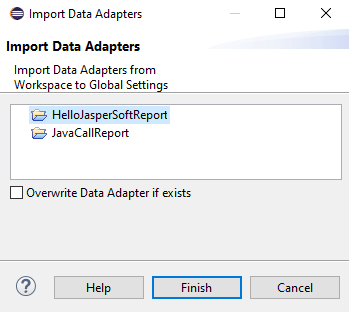 Import Data Adapters
Import Data Adapters
Import Data Adapters from
Workspace to Global Settings
HelloJasperSoftReport
JavaCallReport
Overwrite Data Adapter if exists
?
Help
Finish
Cancel